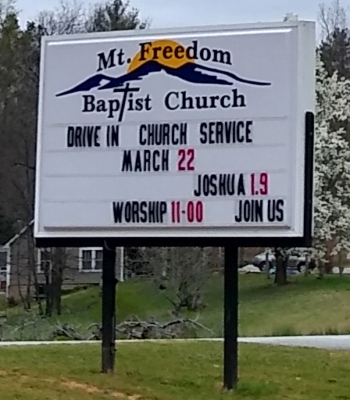 Mt. Freedom
Baptist Church
DRIVE IN CHURCH SERVICE
MARCH 22
JOSHUA 1.9
WORSHIP 11-00 JOIN US